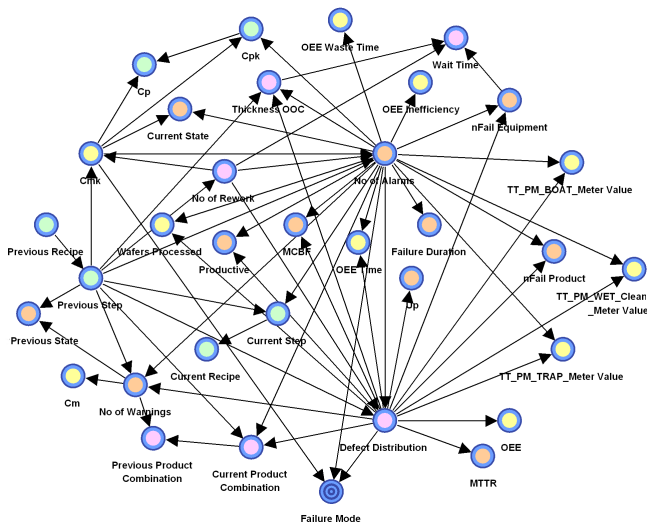 OEE Waste Time
Cpk
Wait Time
Cp
Thickness OOC
OEE Inefficiency
Current State
nFail Equipment
Cmk
No of Alarms
TT_PM_BOAT_Meter Value
No of Rework
Previous Recipe
Wafers Processed
MCBF
Failure Duration
Productive
OEE Time
nFail Product
TT_PM_WET_Clean
_Meter Value
Previous Step
Up
Previous State
Current Step
Current Recipe
TT_PM_TRAP_Meter Value
Cm
No of Warnings
Defect Distribution
OEE
Previous Product
Combination
Current Product
Combination
MTTR
Failure Mode